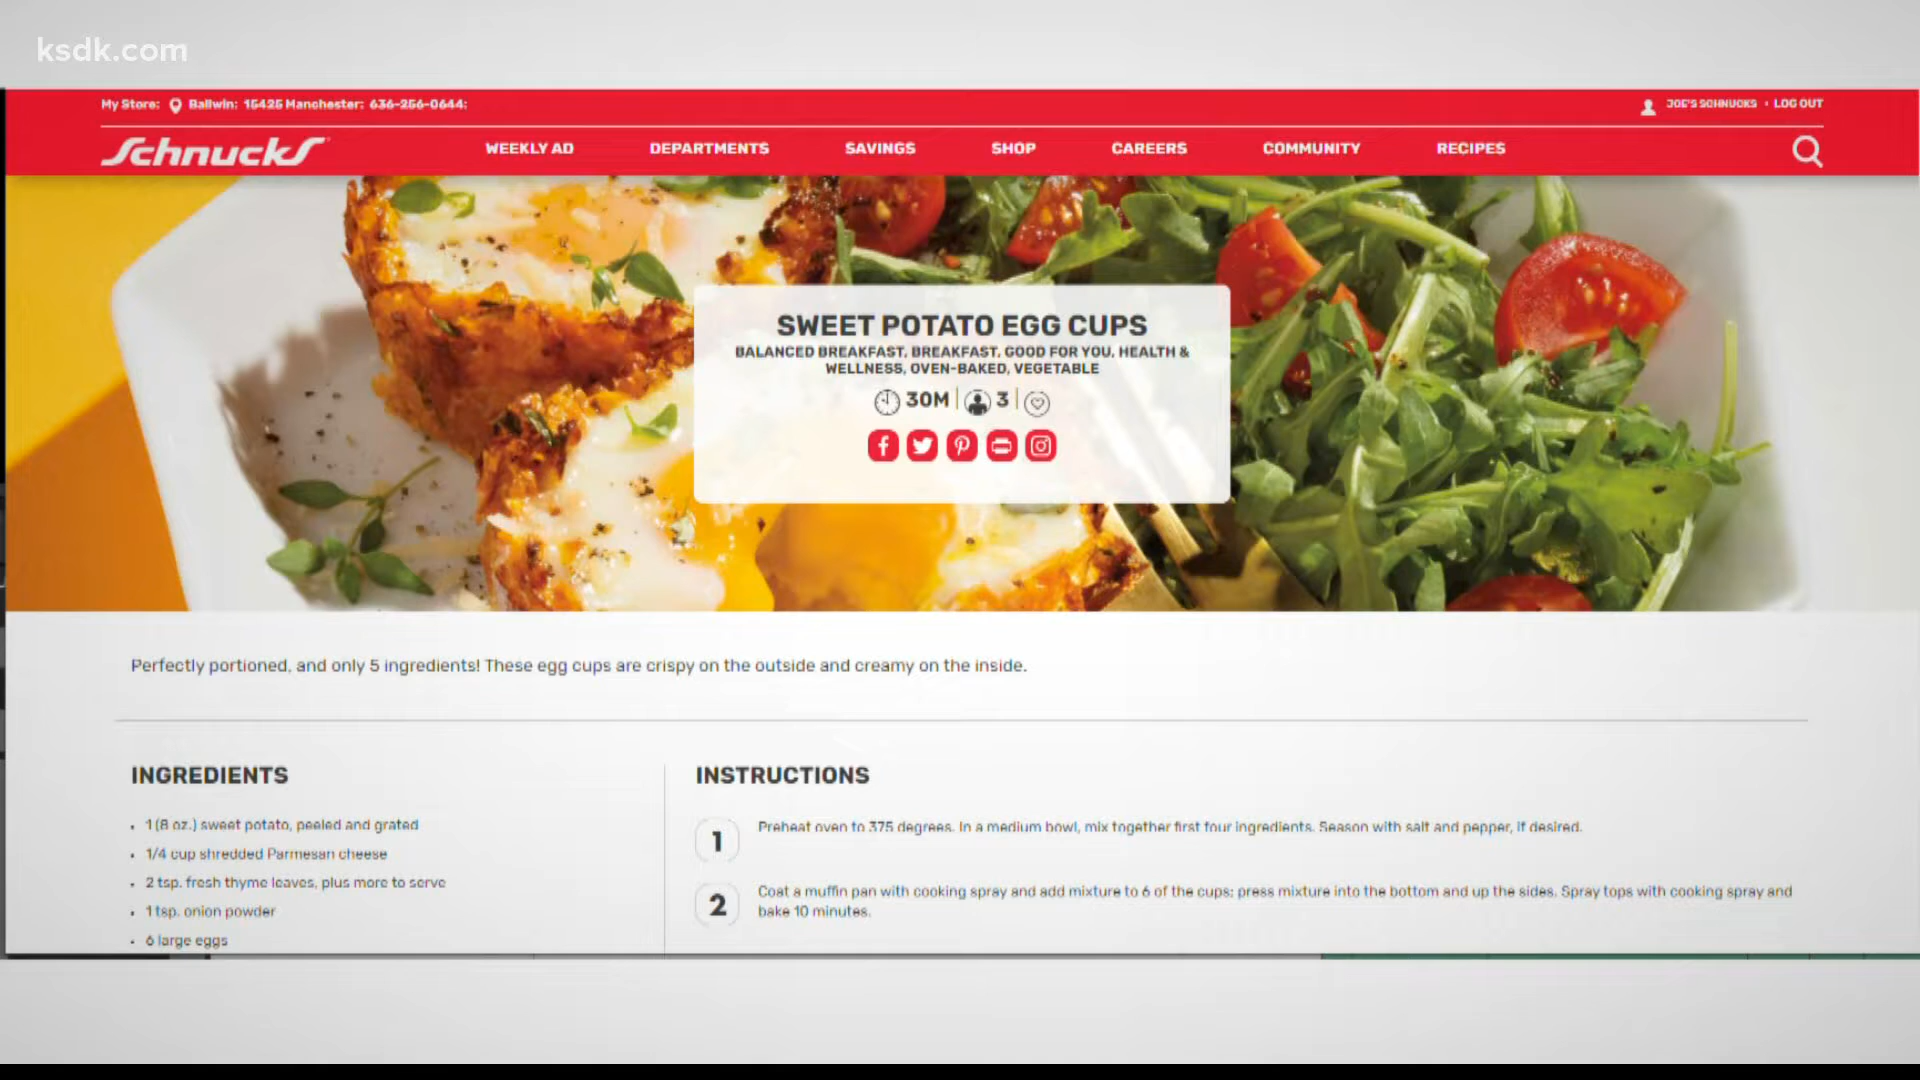 ksdk.com
My Store: Ballwin: 15425 Manchester: 636-256-0644:
JOE'S SCHNUCKS • LOG OUT
Schnucks
WEEKLY AD DEPARTMENTS SAVINGS SHOP CAREERS COMMUNITY RECIPES
SWEET POTATO EGG CUPS
BALANCED BREAKFAST, BREAKFAST, GOOD FOR YOU, HEALTH &
WELLNESS, OVEN-BAKED, VEGETABLE
30M 3
Perfectly portioned, and only 5 ingredients! These egg cups are crispy on the outside and creamy on the inside.
INGREDIENTS
• 1 (8 oz.) sweet potato, peeled and grated
• 1/4 cup shredded Parmesan cheese
• 2 tsp. fresh thyme leaves, plus more to serve
• 1 tsp. onion powder
• 6 large eggs
INSTRUCTIONS
1 Preheat oven to 375 degrees. In a medium bowl, mix together first four ingredients. Season with salt and pepper, if desired.
2 Coat a muffin pan with cooking spray and add mixture to 6 of the cups; press mixture into the bottom and up the sides. Spray tops with cooking spray and
bake 10 minutes.